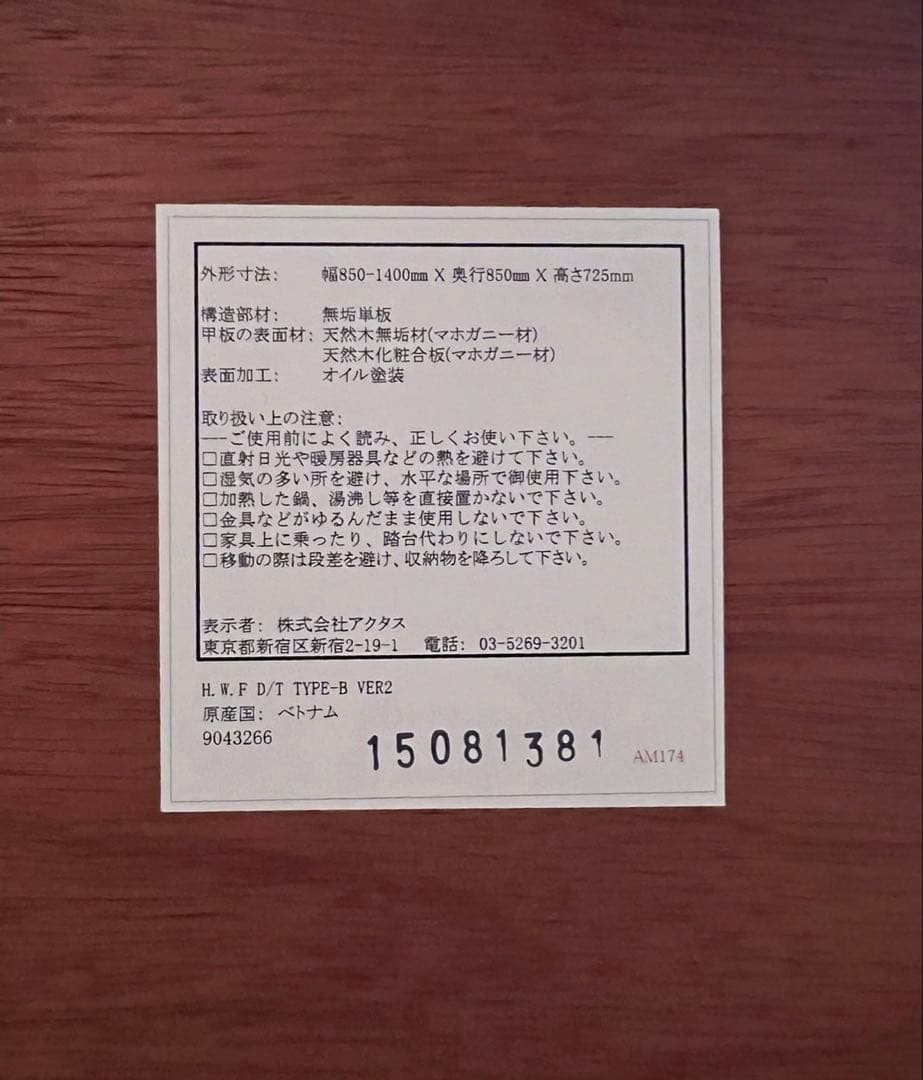 外形寸法: 幅850-1400㎜ X 奥行850㎜ X 高さ725mm
構造部材: 無垢単板
甲板の表面材: 天然木無垢材(マホガニー材)
天然木化粧合板(マホガニー材)
表面加工: オイル塗装
取り扱い上の注意:
---ご使用前によく読み、正しくお使い下さい。---
□直射日光や暖房器具などの熱を避けて下さい。
□湿気の多い所を避け、水平な場所で御使用下さい。
□加熱した鍋、湯沸し等を直接置かないで下さい。
□金具などがゆるんだまま使用しないで下さい。
□家具上に乗ったり、踏台代わりにしないで下さい。
□移動の際は段差を避け、収納物を降ろして下さい。
表示者: 株式会社アクタス
東京都新宿区新宿2-19-1 電話: 03-5269-3201
H.W.F D/T TYPE-B VER2
原産国: ベトナム
9043266
15081381
AM174